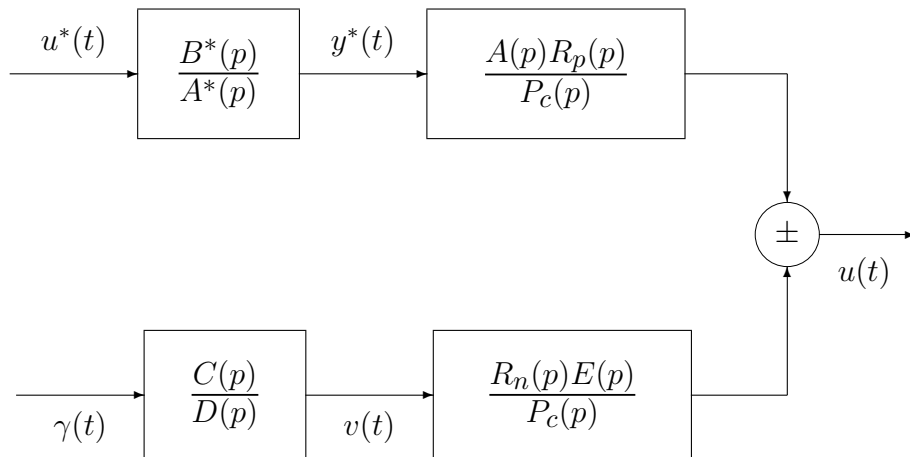 u*(t)
B*(p)
A*(p)
y*(t)
A(p)R_p(p)
P_c(p)
±
u(t)
γ(t)
C(p)
D(p)
v(t)
R_n(p)E(p)
P_c(p)